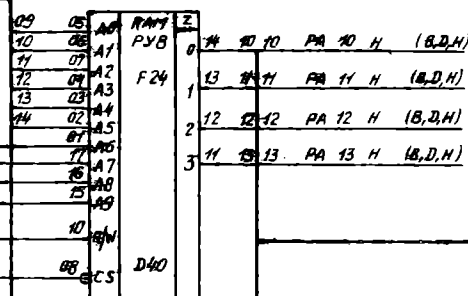 09 05 A0 RAM Z
10 06 A1 РУ8 0 14 10 10 PA 10 H (B,D,H)
11 07 A2
12 04 A3 F24 1 13 11 11 PA 11 H (B,D,H)
13 03 A4
14 02 A5 2 12 12 12 PA 12 H (B,D,H)
01 A6
17 A7 3 11 13 13 PA 13 H (B,D,H)
16 A8
15 A9
10 R/W
08 CS D40